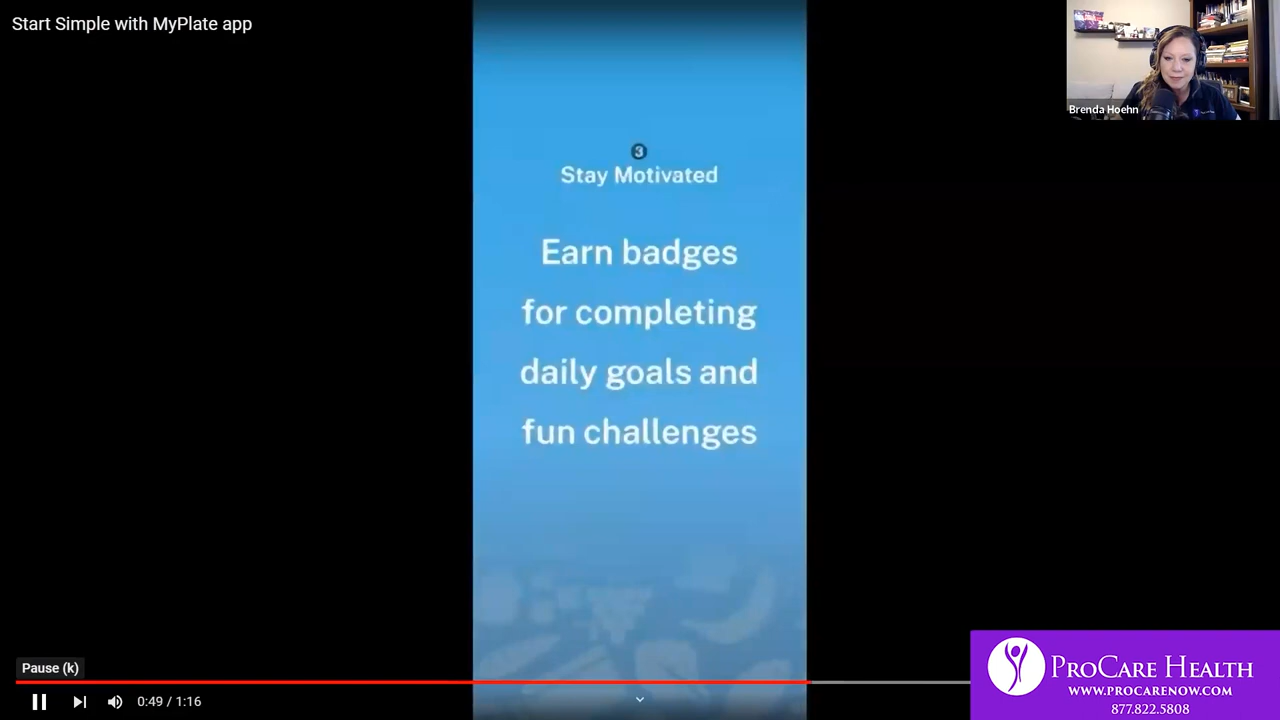 Start Simple with MyPlate app
Brenda Hoehn
3
Stay Motivated
Earn badges
for completing
daily goals and
fun challenges
Pause (k)
0:49 / 1:16
PROCARE HEALTH
WWW.PROCARENOW.COM
877.822.5808